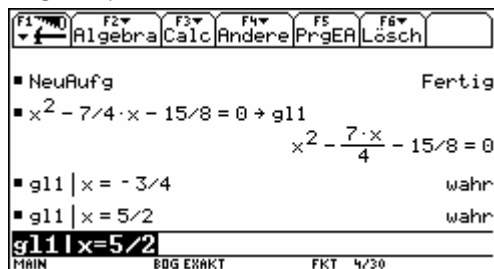 F1 F2 F3 F4 F5 F6
Algebra Calc Andere PrgEA Lösch
NeuAufg Fertig
x² - 7/4·x - 15/8 = 0 → gl1
x² - 7·x/4 - 15/8 = 0
gl1 | x = -3/4 wahr
gl1 | x = 5/2 wahr
gl1|x=5/2
MAIN BOG EXAKT FKT 4/30